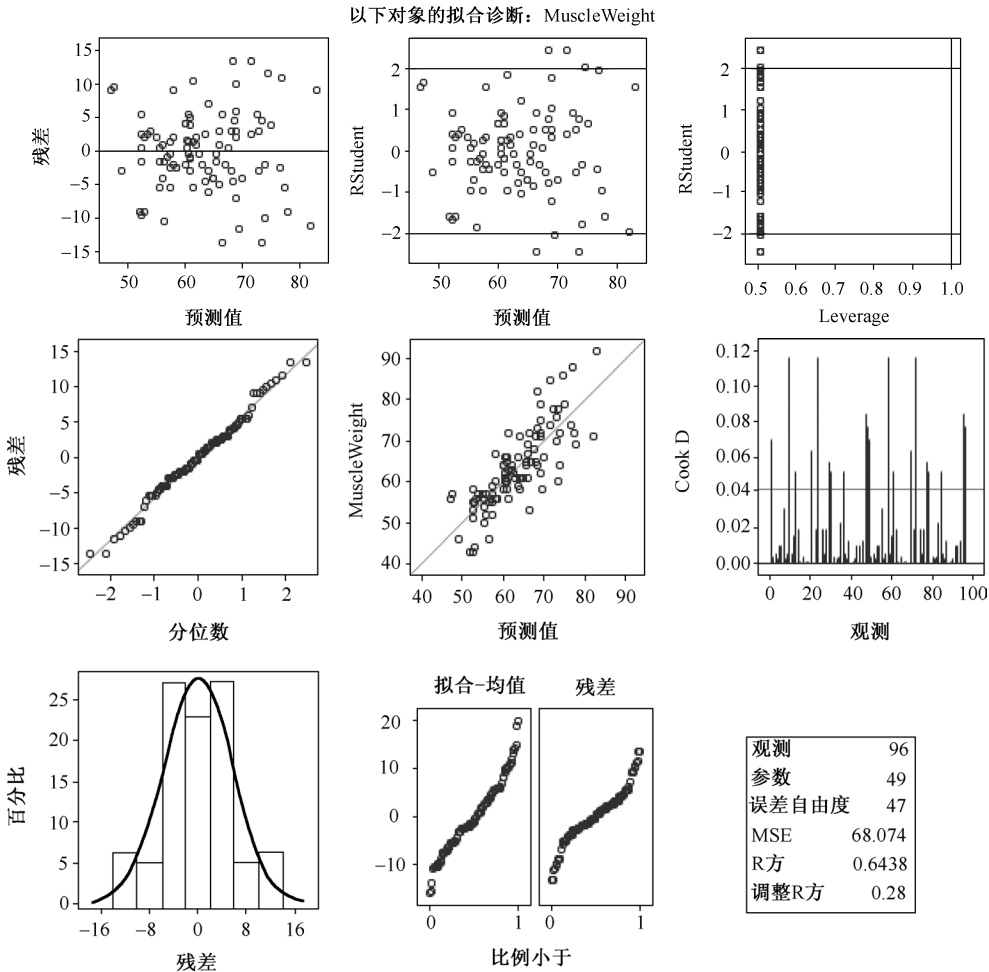 以下对象的拟合诊断：MuscleWeight
残差
15
10
5
0
−5
−10
−15
50 60 70 80
预测值
RStudent
2
1
0
−1
−2
50 60 70 80
预测值
RStudent
2
1
0
−1
−2
0.5 0.6 0.7 0.8 0.9 1.0
Leverage
残差
15
10
5
0
−5
−10
−15
−2 −1 0 1 2
分位数
MuscleWeight
90
80
70
60
50
40
40 50 60 70 80 90
预测值
Cook D
0.12
0.08
0.06
0.04
0.02
0.00
0 20 40 60 80 100
观测
百分比
25
20
15
10
5
0
−16 −8 0 8 16
残差
拟合−均值 残差
20
10
0
−10
0 1 0 1
比例小于
观测 96
参数 49
误差自由度 47
MSE 68.074
R方 0.6438
调整R方 0.28